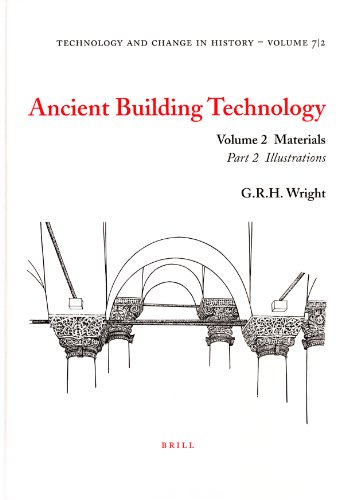 TECHNOLOGY AND CHANGE IN HISTORY – VOLUME 7|2
Ancient Building Technology
Volume 2 Materials
Part 2 Illustrations
G.R.H. Wright
BRILL